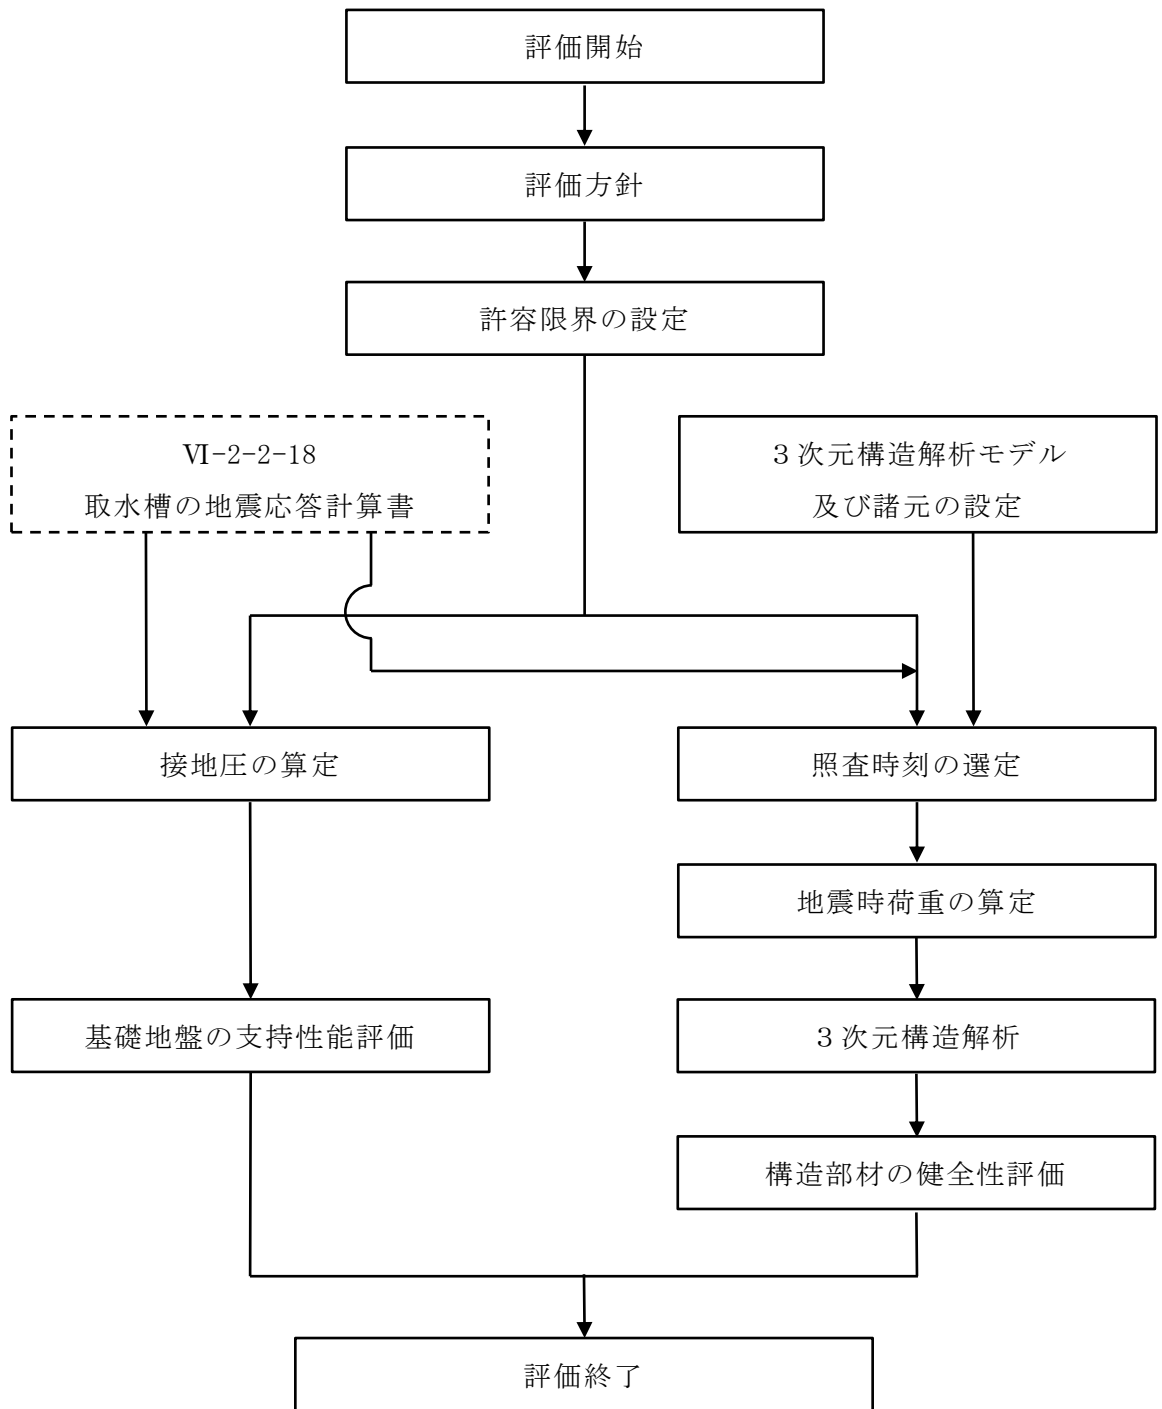 評価開始
評価方針
許容限界の設定
Ⅵ-2-2-18
取水槽の地震応答計算書
３次元構造解析モデル
及び諸元の設定
接地圧の算定
照査時刻の選定
地震時荷重の算定
基礎地盤の支持性能評価
３次元構造解析
構造部材の健全性評価
評価終了